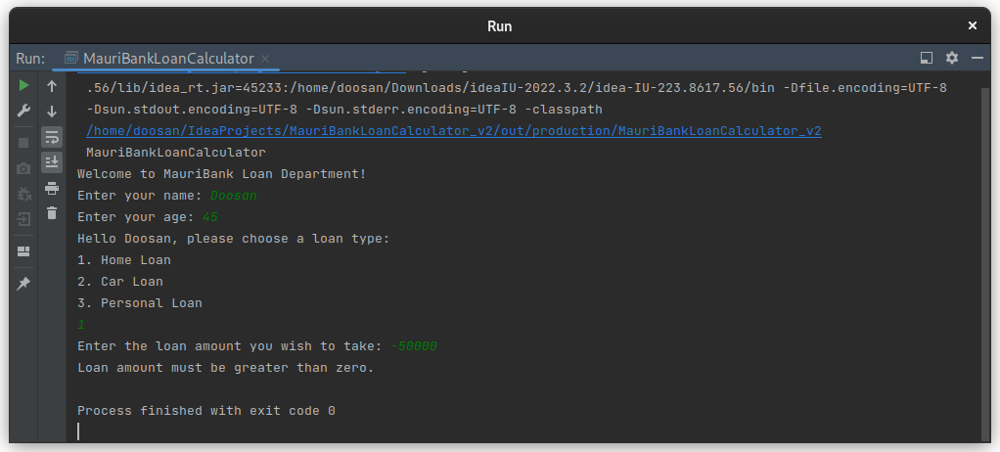 Run
Run: MauriBankLoanCalculator
.56/lib/idea_rt.jar=45233:/home/doosan/Downloads/ideaIU-2022.3.2/idea-IU-223.8617.56/bin -Dfile.encoding=UTF-8
-Dsun.stdout.encoding=UTF-8 -Dsun.stderr.encoding=UTF-8 -classpath
/home/doosan/IdeaProjects/MauriBankLoanCalculator_v2/out/production/MauriBankLoanCalculator_v2
MauriBankLoanCalculator
Welcome to MauriBank Loan Department!
Enter your name: Doosan
Enter your age: 45
Hello Doosan, please choose a loan type:
1. Home Loan
2. Car Loan
3. Personal Loan
1
Enter the loan amount you wish to take: -50000
Loan amount must be greater than zero.
Process finished with exit code 0